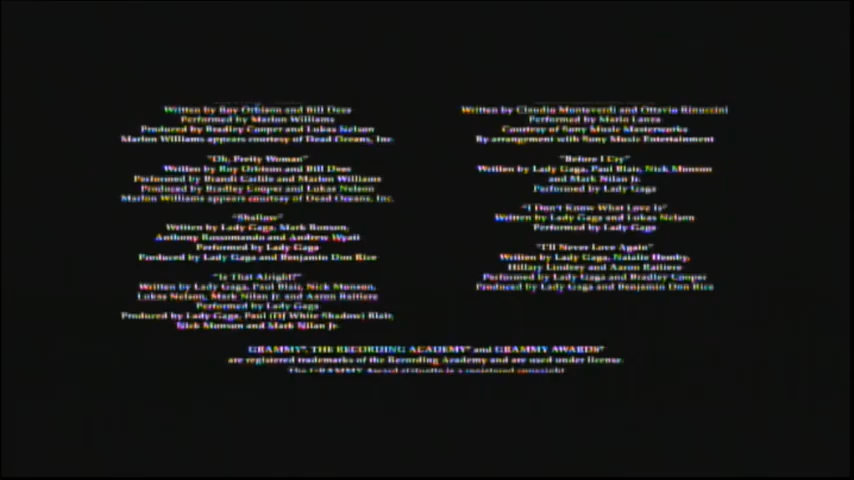 Written by Roy Orbison and Bill Dees
Performed by Marlon Williams
Produced by Bradley Cooper and Lukas Nelson
Marlon Williams appears courtesy of Dead Oceans, Inc.
"Oh, Pretty Woman"
Written by Roy Orbison and Bill Dees
Performed by Brandi Carlile and Marlon Williams
Produced by Bradley Cooper and Lukas Nelson
Marlon Williams appears courtesy of Dead Oceans, Inc.
"Shallow"
Written by Lady Gaga, Mark Ronson,
Anthony Rossomando and Andrew Wyatt
Performed by Lady Gaga
Produced by Lady Gaga and Benjamin Don Rice
"Is That Alright?"
Written by Lady Gaga, Paul Blair, Nick Monson,
Lukas Nelson, Mark Nilan Jr. and Aaron Raitiere
Performed by Lady Gaga
Produced by Lady Gaga, Paul (DJ White Shadow) Blair,
Nick Monson and Mark Nilan Jr.
Written by Claudio Monteverdi and Ottavio Rinuccini
Performed by Mario Lanza
Courtesy of Sony Music Masterworks
By arrangement with Sony Music Entertainment
"Before I Cry"
Written by Lady Gaga, Paul Blair, Nick Monson
and Mark Nilan Jr.
Performed by Lady Gaga
"I Don't Know What Love Is"
Written by Lady Gaga and Lukas Nelson
Performed by Lady Gaga
"I'll Never Love Again"
Written by Lady Gaga, Natalie Hemby,
Hillary Lindsey and Aaron Raitiere
Performed by Lady Gaga and Bradley Cooper
Produced by Lady Gaga and Benjamin Don Rice
GRAMMY®, THE RECORDING ACADEMY® and GRAMMY AWARDS®
are registered trademarks of the Recording Academy and are used under license.
The GRAMMY Award statuette is a registered copyright